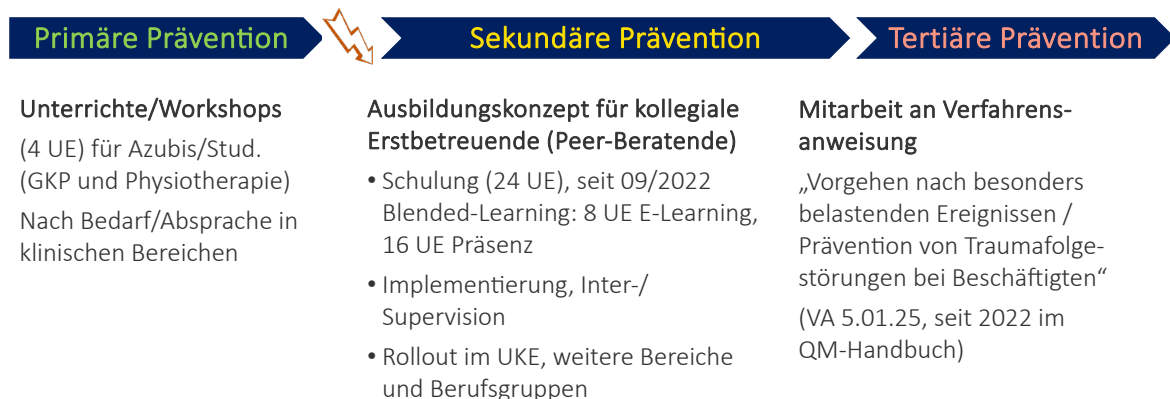 Primäre Prävention
Sekundäre Prävention
Tertiäre Prävention
Unterrichte/Workshops
(4 UE) für Azubis/Stud.
(GKP und Physiotherapie)
Nach Bedarf/Absprache in
klinischen Bereichen
Ausbildungskonzept für kollegiale
Erstbetreuende (Peer-Beratende)
• Schulung (24 UE), seit 09/2022
Blended-Learning: 8 UE E-Learning,
16 UE Präsenz
• Implementierung, Inter-/
Supervision
• Rollout im UKE, weitere Bereiche
und Berufsgruppen
Mitarbeit an Verfahrens-
anweisung
„Vorgehen nach besonders
belastenden Ereignissen /
Prävention von Traumafolge-
störungen bei Beschäftigten“
(VA 5.01.25, seit 2022 im
QM-Handbuch)